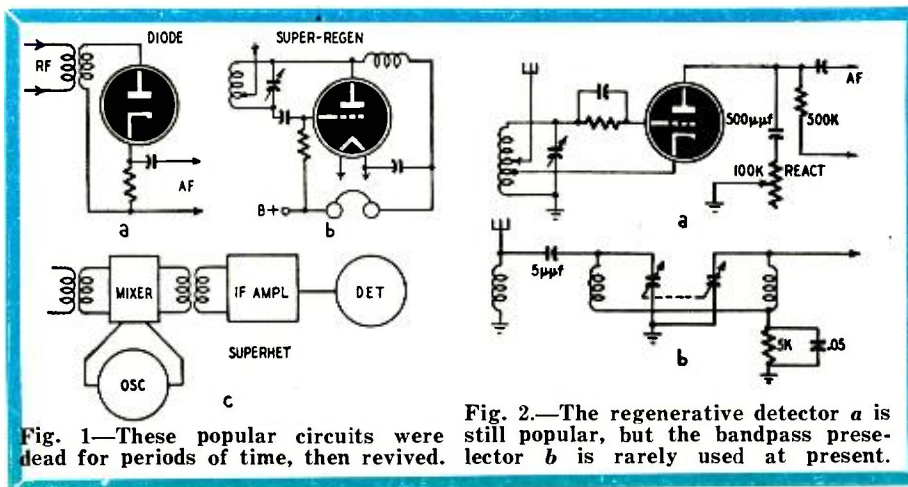 DIODE
RF
AF
a
SUPER-REGEN
B+
b
MIXER
IF AMPL
DET
OSC
SUPERHET
c
Fig. 1—These popular circuits were
dead for periods of time, then revived.
500μμf
AF
500K
100K
REACT
a
5μμf
5K
.05
b
Fig. 2.—The regenerative detector a is
still popular, but the bandpass prese-
lector b is rarely used at present.